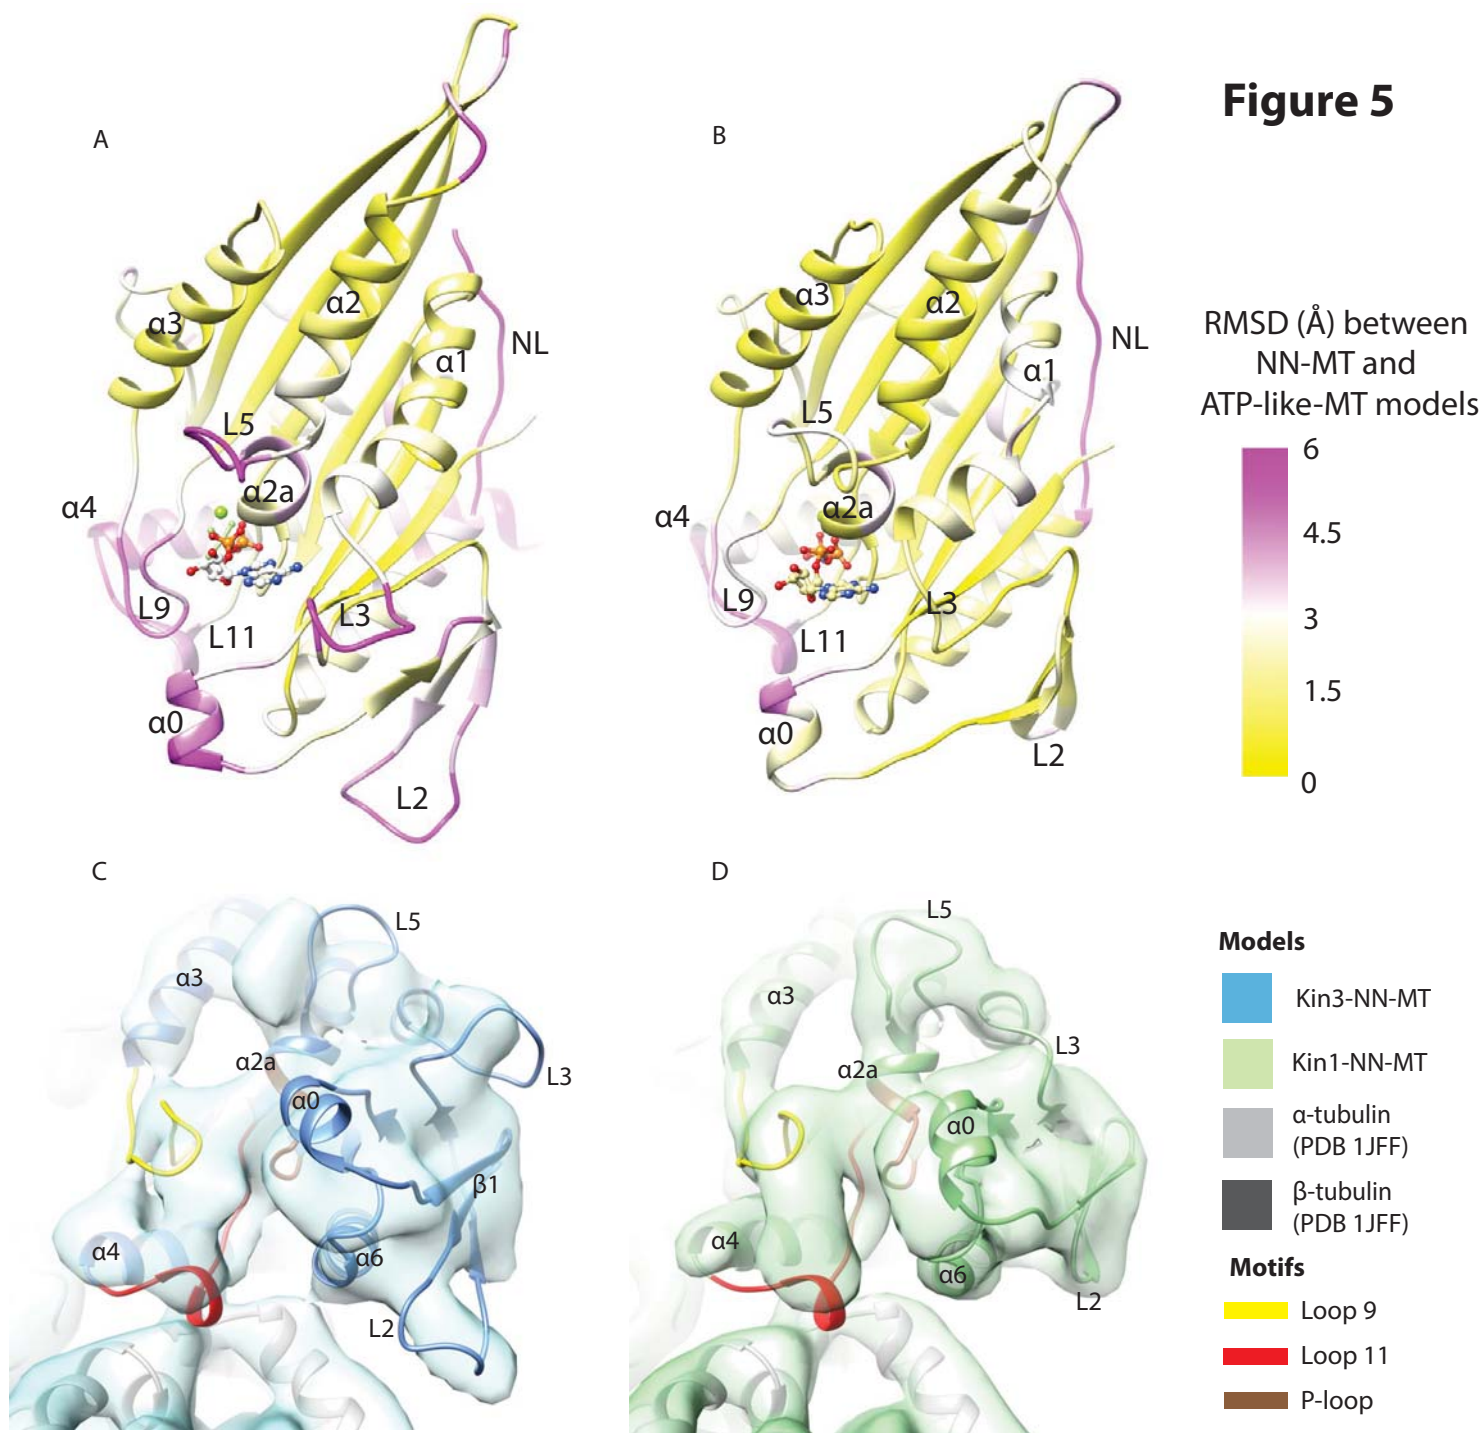 Figure 5
A
B
α3
α2
α1
NL
L5
α2a
α4
L9
L11
L3
α0
L2
α3
α2
α1
NL
L5
α2a
α4
L9
L11
L3
α0
L2
RMSD (Å) between
NN-MT and
ATP-like-MT models
6
4.5
3
1.5
0
C
L5
α3
α2a
α0
L3
β1
α4
α6
L2
D
L5
α3
α2a
L3
α0
α4
α6
L2
Models
Kin3-NN-MT
Kin1-NN-MT
α-tubulin
(PDB 1JFF)
β-tubulin
(PDB 1JFF)
Motifs
Loop 9
Loop 11
P-loop